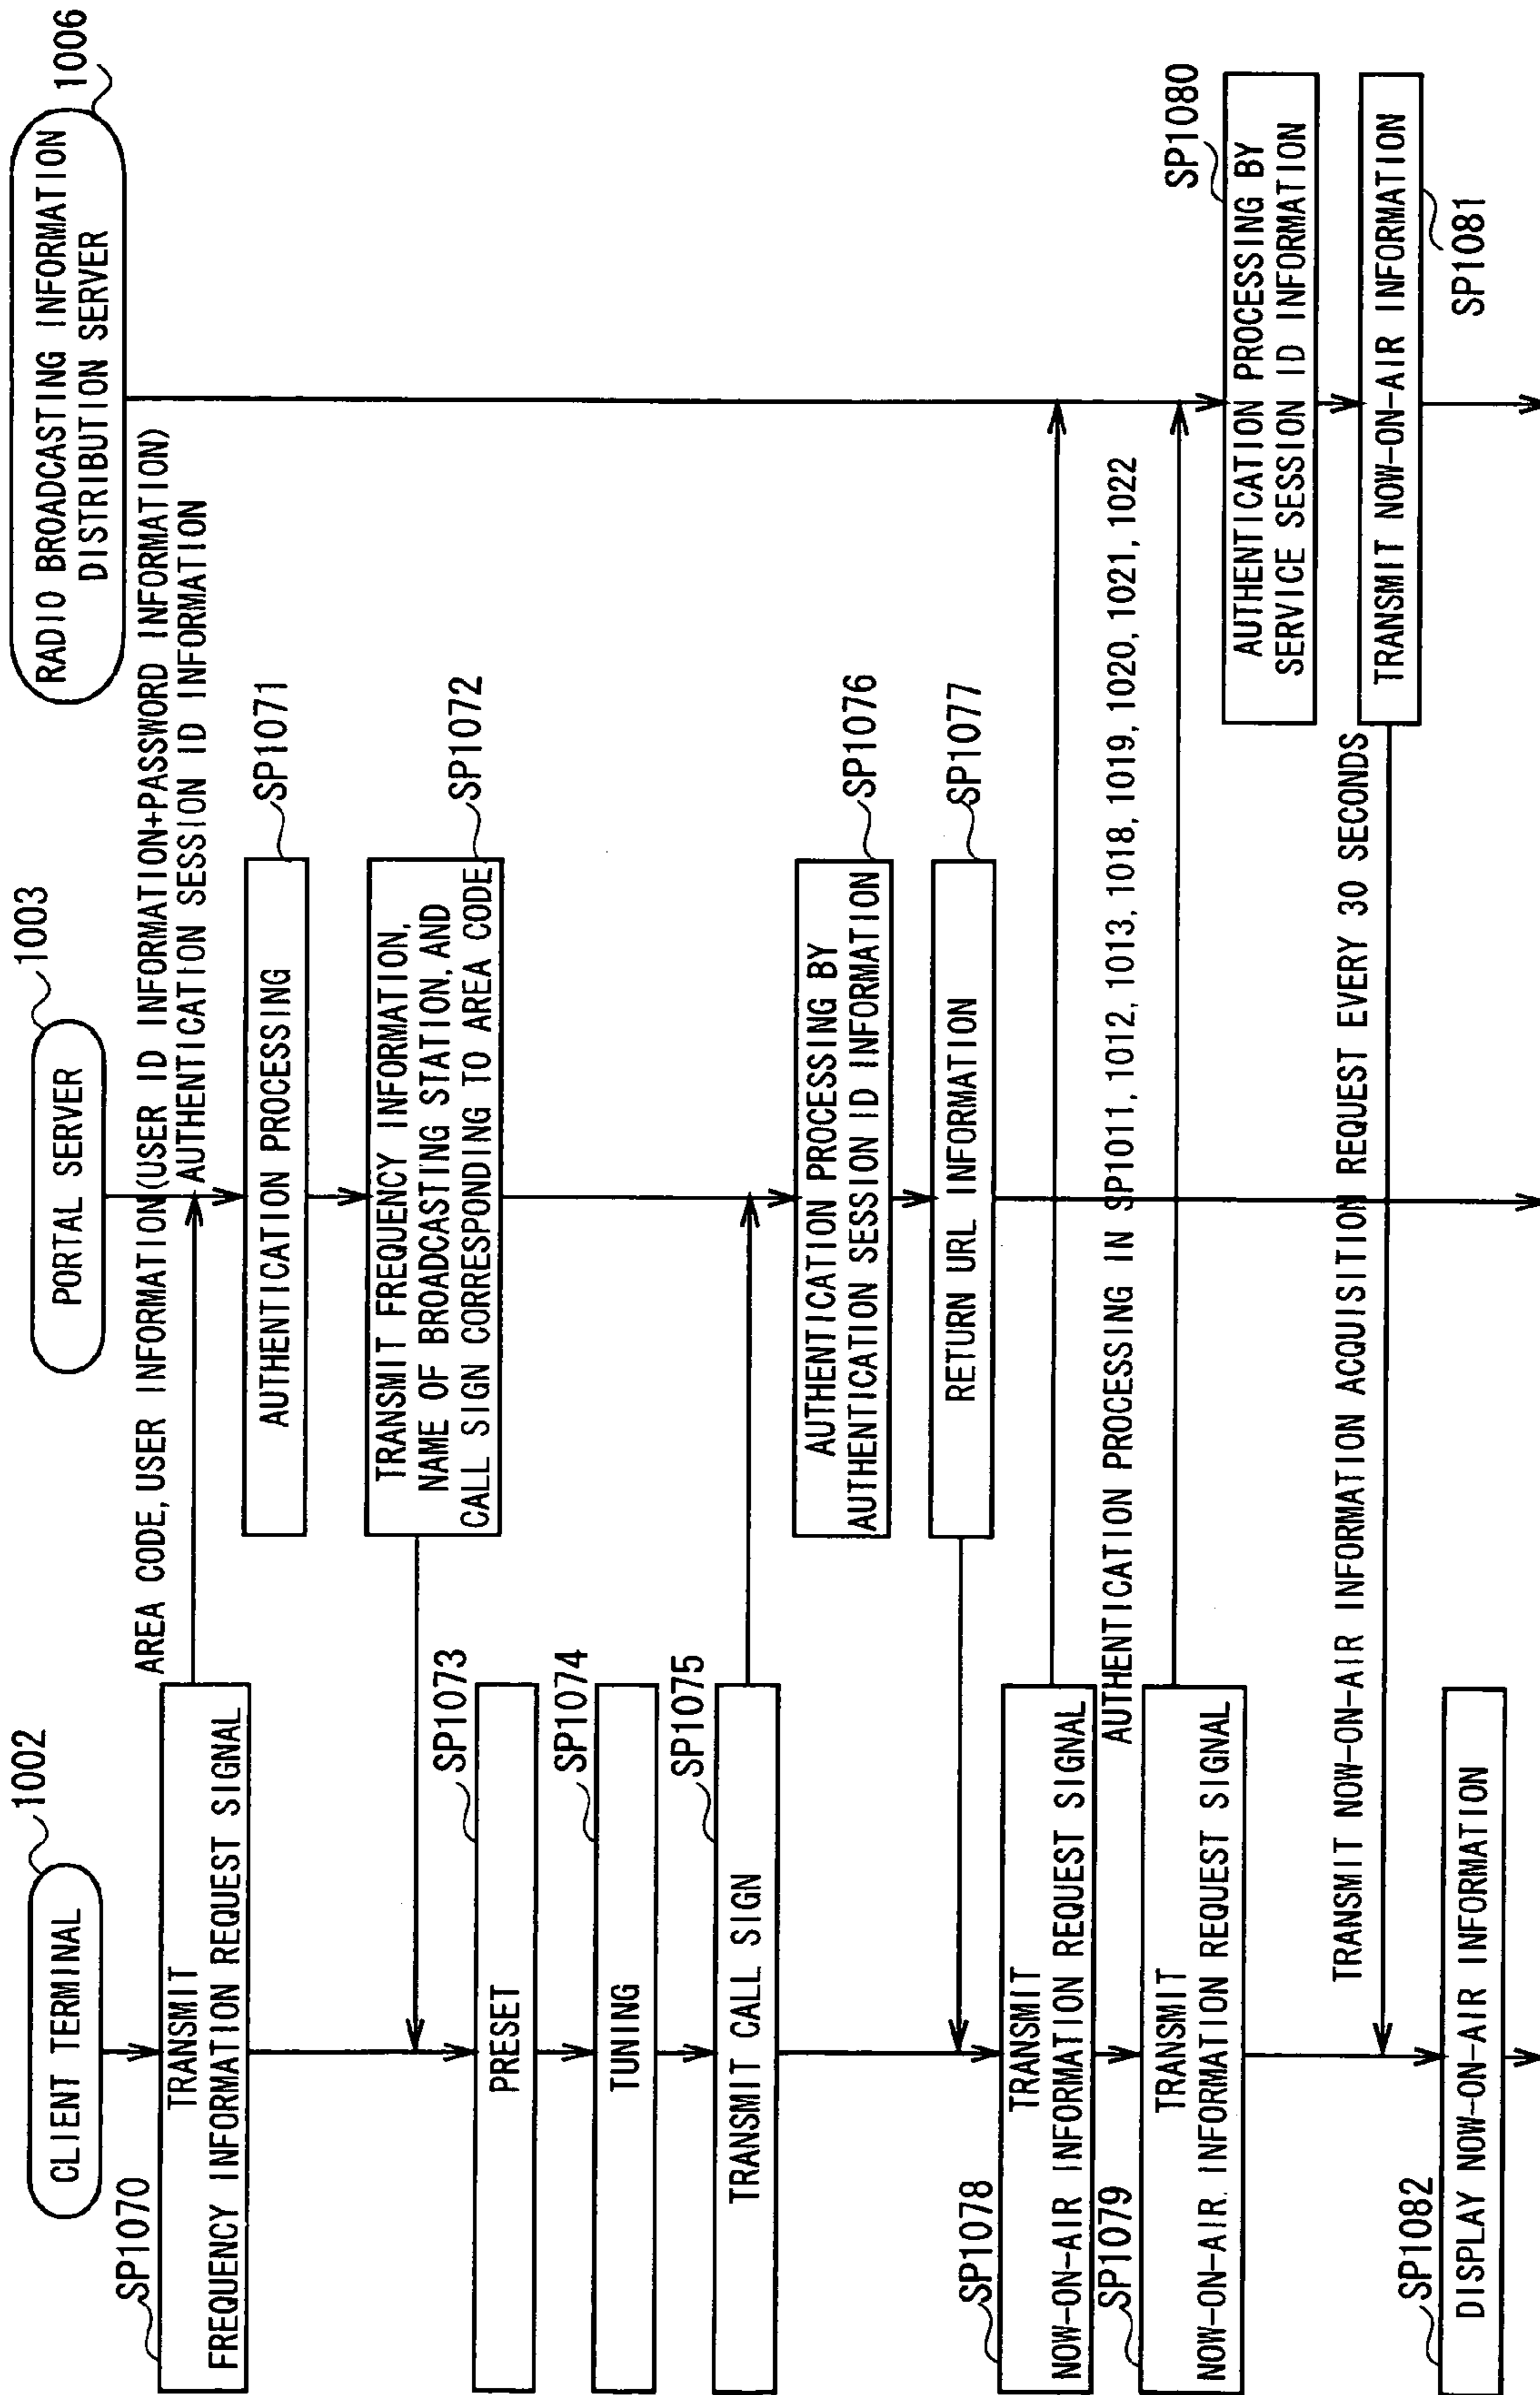 CLIENT TERMINAL
1002
PORTAL SERVER
1003
RADIO BROADCASTING INFORMATION
DISTRIBUTION SERVER
1006
SP1070
TRANSMIT
FREQUENCY INFORMATION REQUEST SIGNAL
AREA CODE, USER INFORMATION(USER ID INFORMATION+PASSWORD INFORMATION)
AUTHENTICATION SESSION ID INFORMATION
AUTHENTICATION PROCESSING
SP1071
TRANSMIT FREQUENCY INFORMATION,
NAME OF BROADCASTING STATION, AND
CALL SIGN CORRESPONDING TO AREA CODE
SP1072
SP1073
PRESET
SP1074
TUNING
SP1075
TRANSMIT CALL SIGN
AUTHENTICATION PROCESSING BY
AUTHENTICATION SESSION ID INFORMATION
SP1076
RETURN URL INFORMATION
SP1077
SP1078
TRANSMIT
NOW-ON-AIR INFORMATION REQUEST SIGNAL
AUTHENTICATION PROCESSING IN SP1011, 1012, 1013, 1018, 1019, 1020, 1021, 1022
SP1079
TRANSMIT
NOW-ON-AIR INFORMATION REQUEST SIGNAL
AUTHENTICATION PROCESSING BY
SERVICE SESSION ID INFORMATION
SP1080
TRANSMIT NOW-ON-AIR INFORMATION
SP1081
TRANSMIT NOW-ON-AIR INFORMATION ACQUISITION REQUEST EVERY 30 SECONDS
SP1082
DISPLAY NOW-ON-AIR INFORMATION